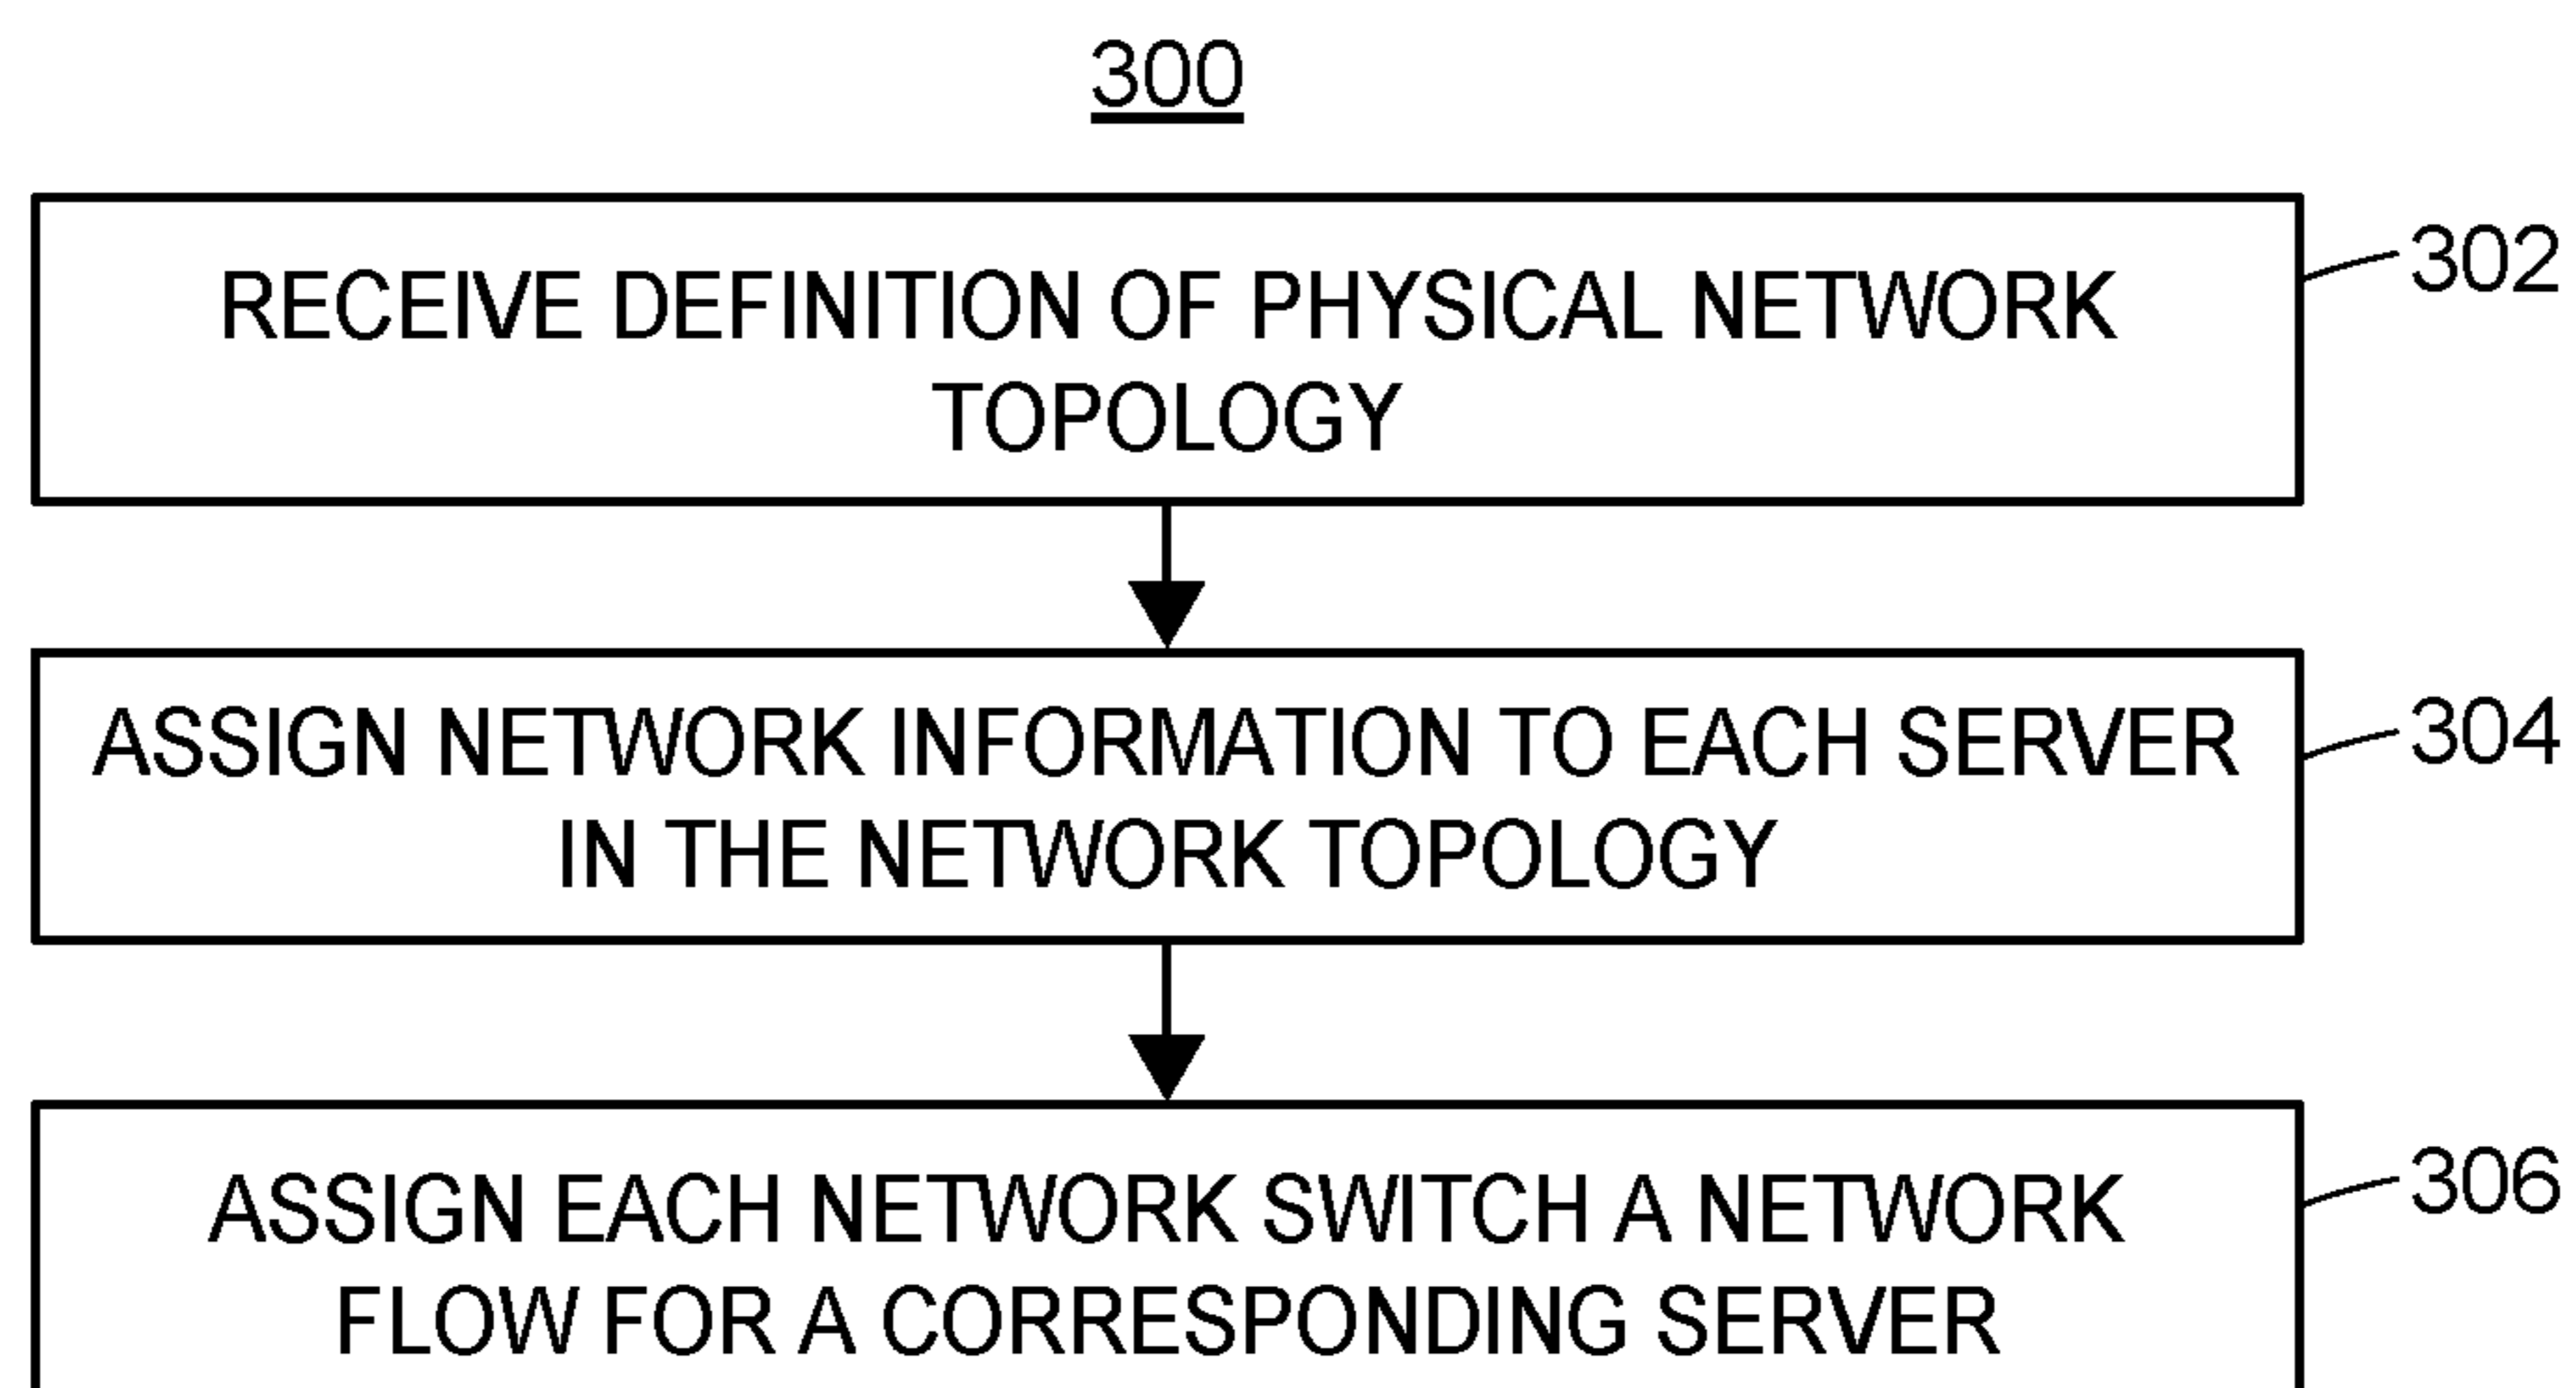 300
RECEIVE DEFINITION OF PHYSICAL NETWORK
TOPOLOGY
302
ASSIGN NETWORK INFORMATION TO EACH SERVER
IN THE NETWORK TOPOLOGY
304
ASSIGN EACH NETWORK SWITCH A NETWORK
FLOW FOR A CORRESPONDING SERVER
306